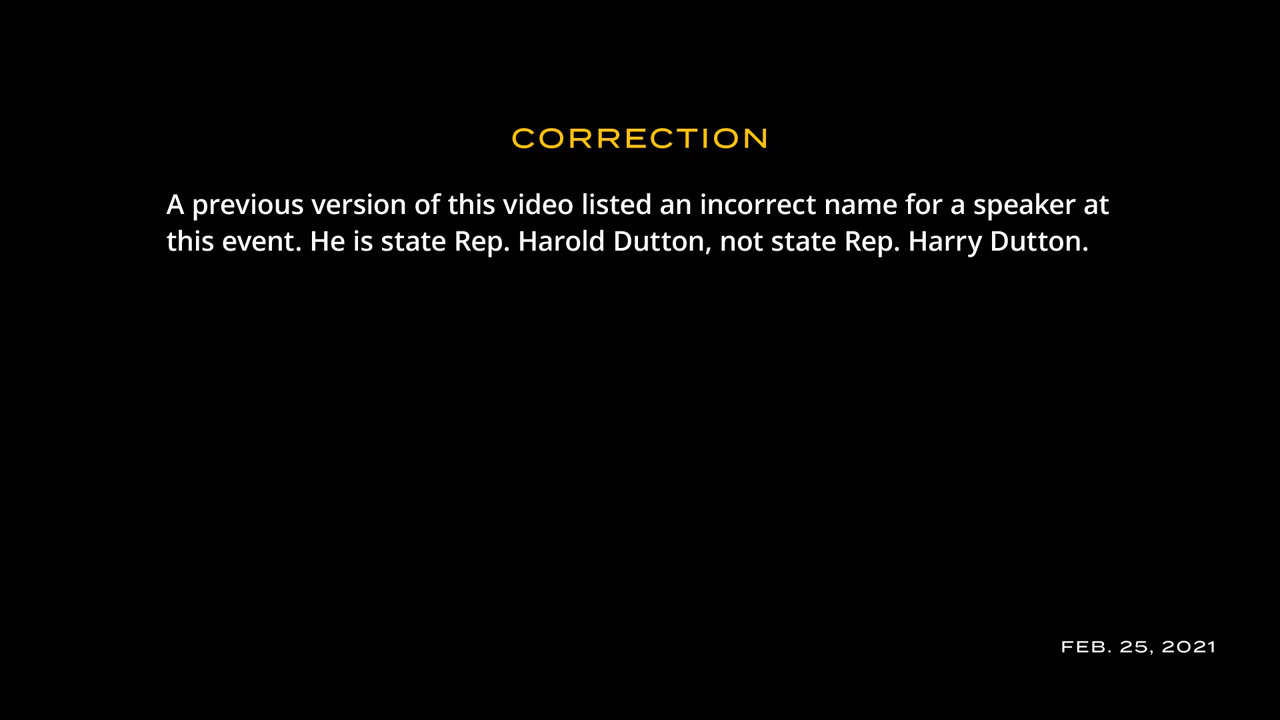 CORRECTION
A previous version of this video listed an incorrect name for a speaker at
this event. He is state Rep. Harold Dutton, not state Rep. Harry Dutton.
FEB. 25, 2021